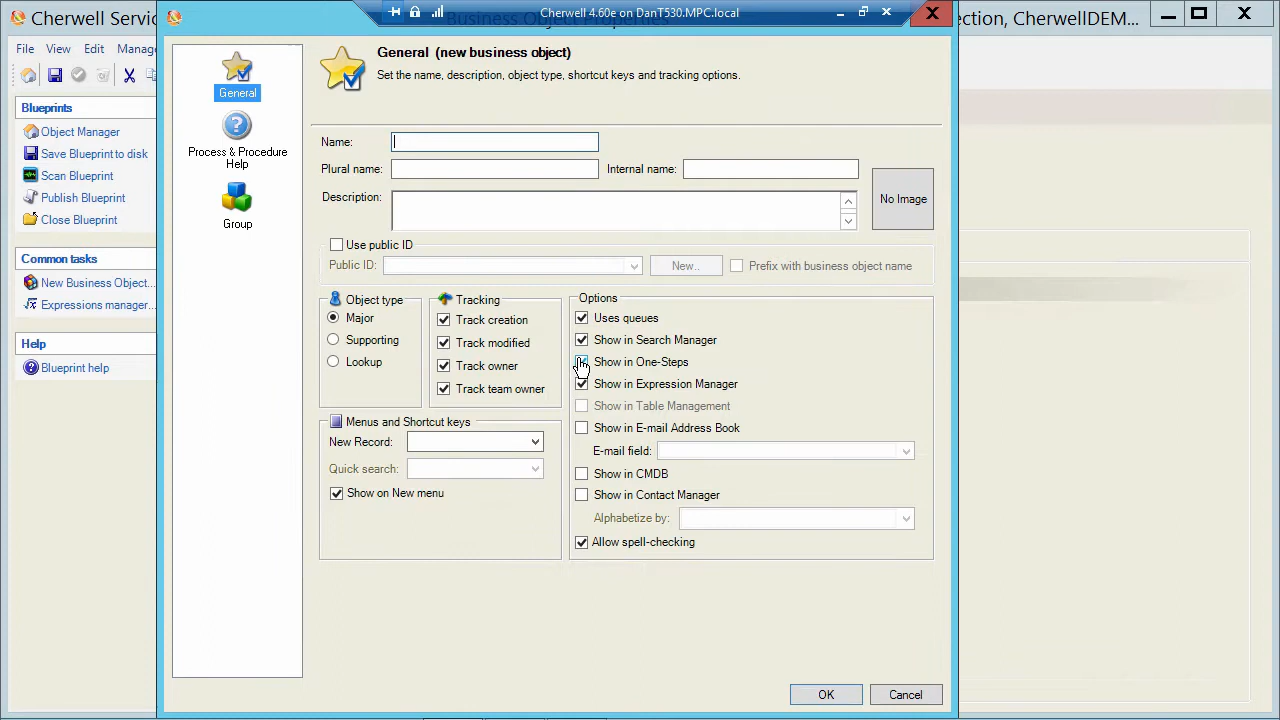 Cherwell Servic
Cherwell 4.60e on DanT530.MPC.local
ection, CherwellDEM...
File View Edit Manage
Blueprints
Object Manager
Save Blueprint to disk
Scan Blueprint
Publish Blueprint
Close Blueprint
Common tasks
New Business Object...
Expressions manager...
Help
Blueprint help
General
Process & Procedure
Help
Group
General (new business object)
Set the name, description, object type, shortcut keys and tracking options.
Name:
Plural name:
Internal name:
Description:
No Image
Use public ID
Public ID:
New..
Prefix with business object name
Object type
Major
Supporting
Lookup
Tracking
Track creation
Track modified
Track owner
Track team owner
Menus and Shortcut keys
New Record:
Quick search:
Show on New menu
Options
Uses queues
Show in Search Manager
Show in One-Steps
Show in Expression Manager
Show in Table Management
Show in E-mail Address Book
E-mail field:
Show in CMDB
Show in Contact Manager
Alphabetize by:
Allow spell-checking
OK
Cancel